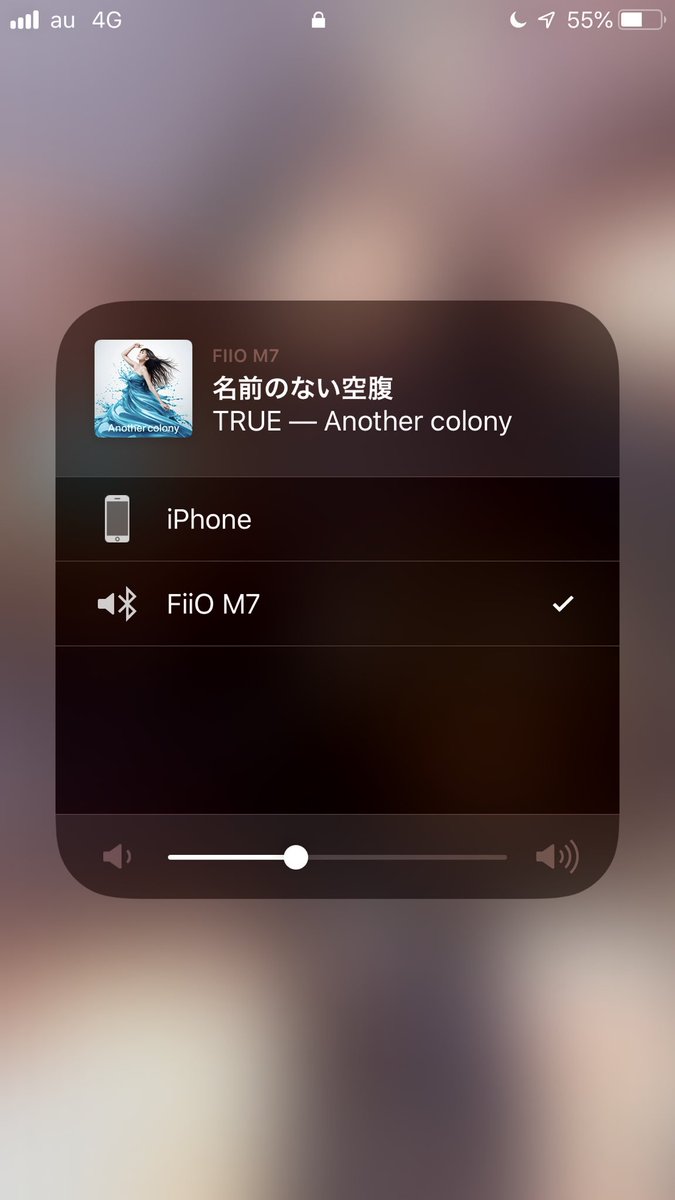 au 4G 55%
FIIO M7
名前のない空腹
TRUE — Another colony
Another colony
iPhone
FiiO M7